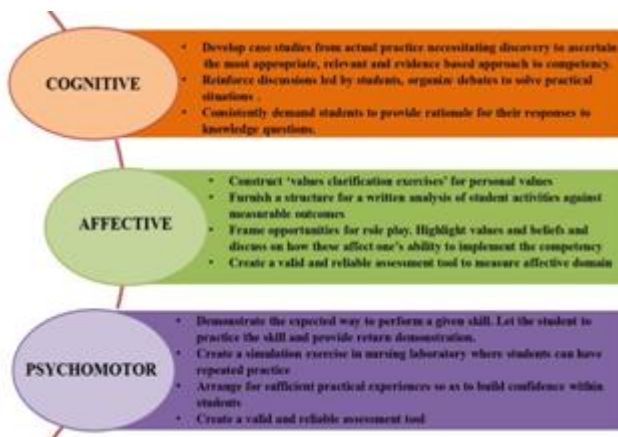 COGNITIVE
• Develop case studies from actual practice necessitating discovery to ascertain
the most appropriate, relevant and evidence based approach to competency.
• Reinforce discussions led by students, organize debates to solve practical
situations .
• Consistently demand students to provide rationale for their responses to
knowledge questions.
AFFECTIVE
• Construct ‘values clarification exercises’ for personal values
• Furnish a structure for a written analysis of student activities against
measurable outcomes
• Frame opportunities for role play. Highlight values and beliefs and
discuss on how these affect one’s ability to implement the competency
• Create a valid and reliable assessment tool to measure affective domain
PSYCHOMOTOR
• Demonstrate the expected way to perform a given skill. Let the student to
practice the skill and provide return demonstration.
• Create a simulation exercise in nursing laboratory where students can have
repeated practice
• Arrange for sufficient practical experiences so as to build confidence within
students
• Create a valid and reliable assessment tool